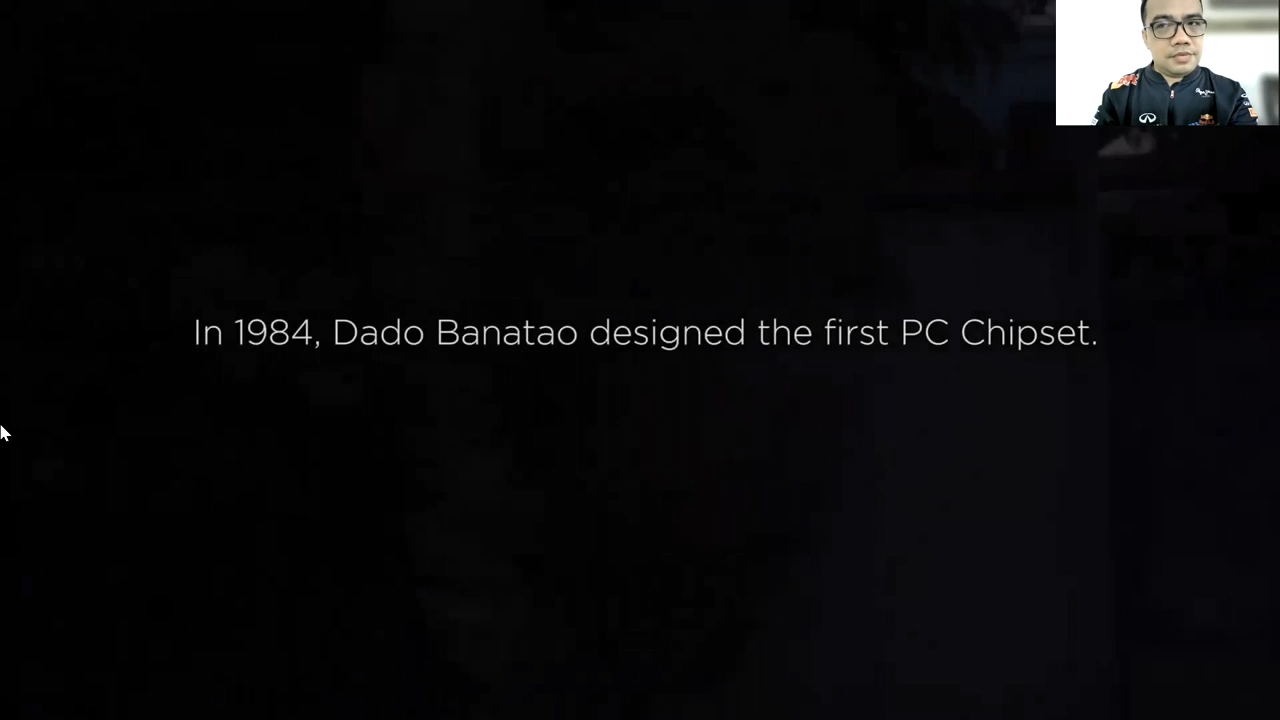 In 1984, Dado Banatao designed the first PC Chipset.